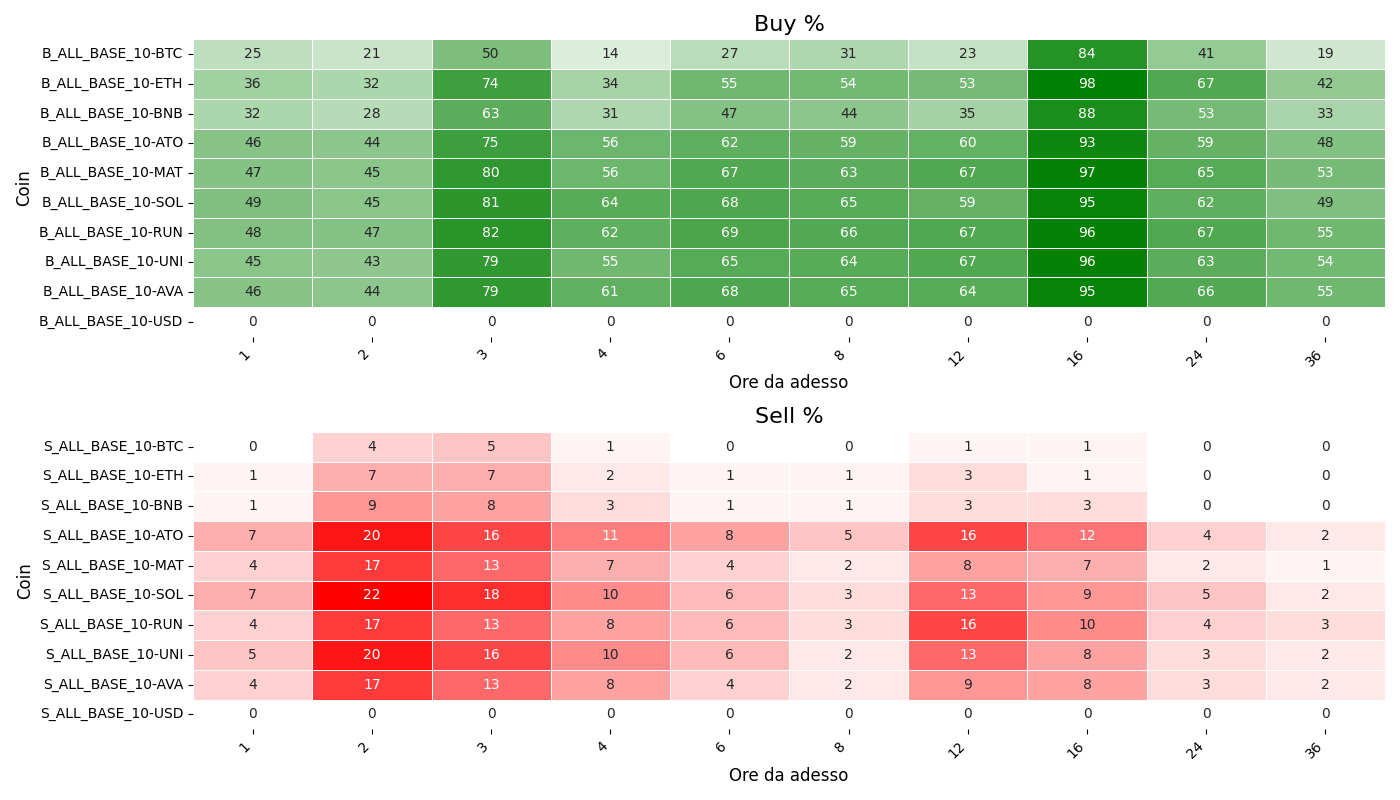 Buy %
B_ALL_BASE_10-BTC 25 21 50 14 27 31 23 84 41 19
B_ALL_BASE_10-ETH 36 32 74 34 55 54 53 98 67 42
B_ALL_BASE_10-BNB 32 28 63 31 47 44 35 88 53 33
B_ALL_BASE_10-ATO 46 44 75 56 62 59 60 93 59 48
B_ALL_BASE_10-MAT 47 45 80 56 67 63 67 97 65 53
B_ALL_BASE_10-SOL 49 45 81 64 68 65 59 95 62 49
B_ALL_BASE_10-RUN 48 47 82 62 69 66 67 96 67 55
B_ALL_BASE_10-UNI 45 43 79 55 65 64 67 96 63 54
B_ALL_BASE_10-AVA 46 44 79 61 68 65 64 95 66 55
B_ALL_BASE_10-USD 0 0 0 0 0 0 0 0 0 0
Coin
1 2 3 4 6 8 12 16 24 36
Ore da adesso
Sell %
S_ALL_BASE_10-BTC 0 4 5 1 0 0 1 1 0 0
S_ALL_BASE_10-ETH 1 7 7 2 1 1 3 1 0 0
S_ALL_BASE_10-BNB 1 9 8 3 1 1 3 3 0 0
S_ALL_BASE_10-ATO 7 20 16 11 8 5 16 12 4 2
S_ALL_BASE_10-MAT 4 17 13 7 4 2 8 7 2 1
S_ALL_BASE_10-SOL 7 22 18 10 6 3 13 9 5 2
S_ALL_BASE_10-RUN 4 17 13 8 6 3 16 10 4 3
S_ALL_BASE_10-UNI 5 20 16 10 6 2 13 8 3 2
S_ALL_BASE_10-AVA 4 17 13 8 4 2 9 8 3 2
S_ALL_BASE_10-USD 0 0 0 0 0 0 0 0 0 0
Coin
1 2 3 4 6 8 12 16 24 36
Ore da adesso